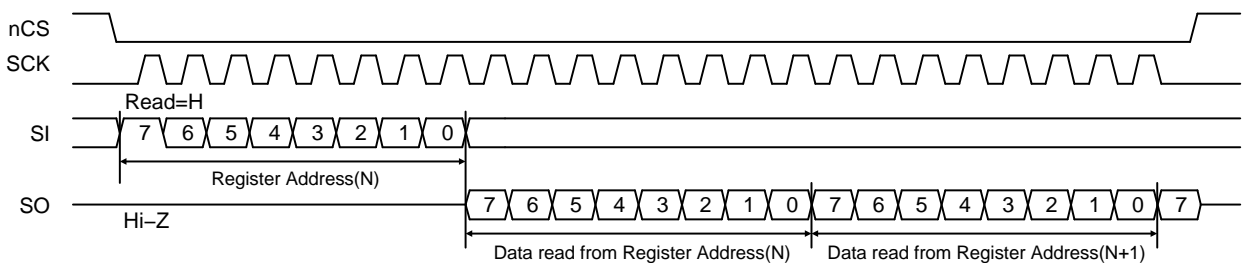 nCS
SCK
Read=H
SI 7 6 5 4 3 2 1 0
Register Address(N)
SO 7 6 5 4 3 2 1 0 7 6 5 4 3 2 1 0 7
Hi–Z
Data read from Register Address(N) Data read from Register Address(N+1)